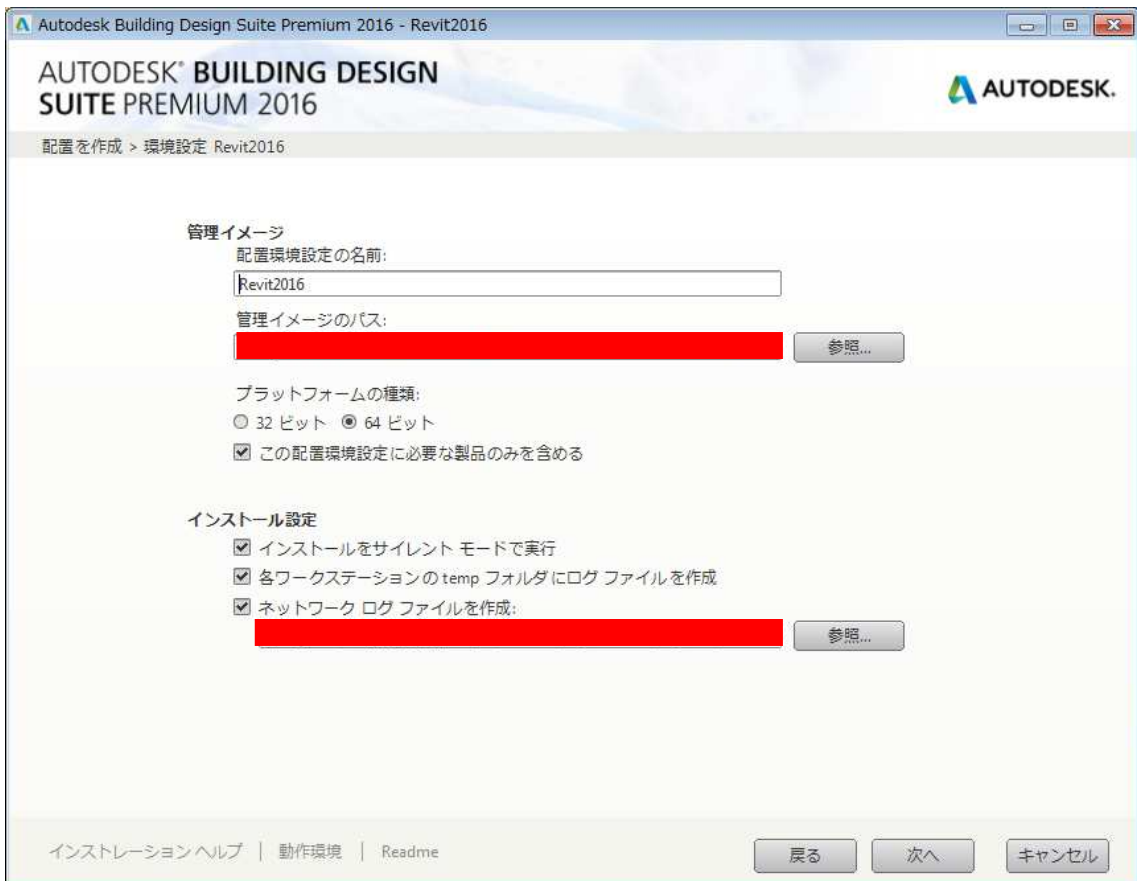 Autodesk Building Design Suite Premium 2016 - Revit2016
AUTODESK® BUILDING DESIGN
SUITE PREMIUM 2016
AUTODESK.
配置を作成 > 環境設定 Revit2016
管理イメージ
配置環境設定の名前:
Revit2016
管理イメージのパス:
参照...
プラットフォームの種類:
32 ビット 64 ビット
この配置環境設定に必要な製品のみを含める
インストール設定
インストールをサイレント モードで実行
各ワークステーションの temp フォルダにログ ファイルを作成
ネットワーク ログ ファイルを作成:
参照...
インストレーション ヘルプ | 動作環境 | Readme
戻る 次へ キャンセル